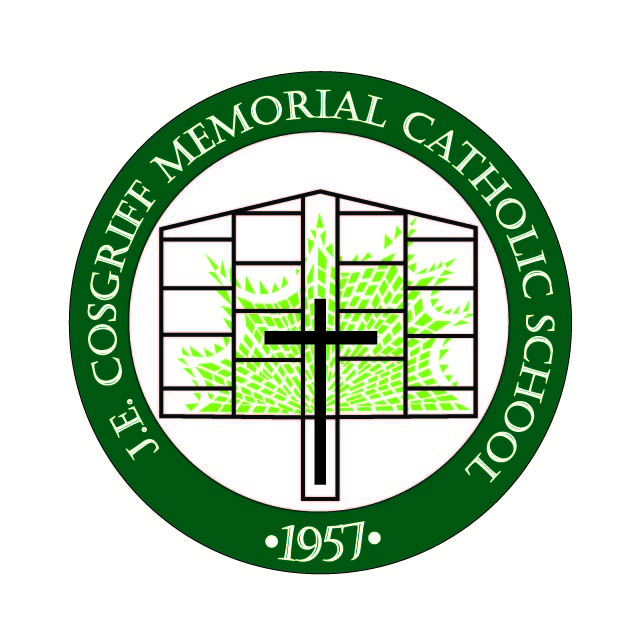 J.E. COSGRIFF MEMORIAL CATHOLIC SCHOOL
•1957•